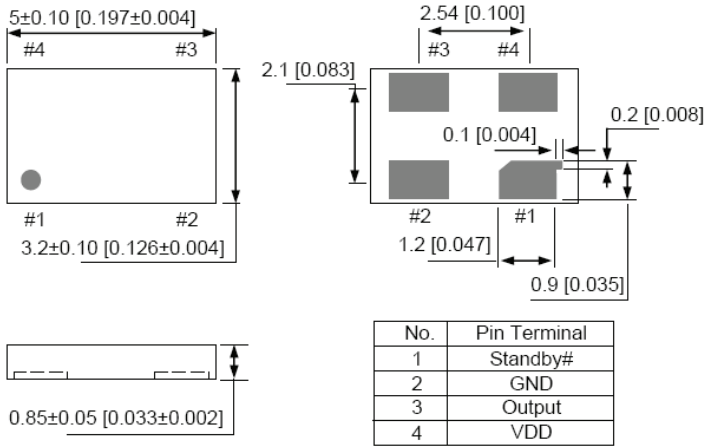 5±0.10 [0.197±0.004]
#4 #3
#1 #2
3.2±0.10 [0.126±0.004]
2.54 [0.100]
#3 #4
2.1 [0.083]
0.2 [0.008]
0.1 [0.004]
#2 #1
1.2 [0.047]
0.9 [0.035]
0.85±0.05 [0.033±0.002]
No. Pin Terminal
1 Standby#
2 GND
3 Output
4 VDD